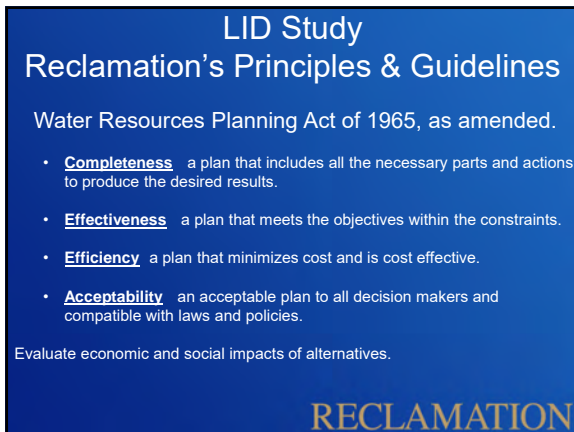 LID Study
Reclamation's Principles & Guidelines
Water Resources Planning Act of 1965, as amended.
• Completeness a plan that includes all the necessary parts and actions
to produce the desired results.
• Effectiveness a plan that meets the objectives within the constraints.
• Efficiency a plan that minimizes cost and is cost effective.
• Acceptability an acceptable plan to all decision makers and
compatible with laws and policies.
Evaluate economic and social impacts of alternatives.
RECLAMATION